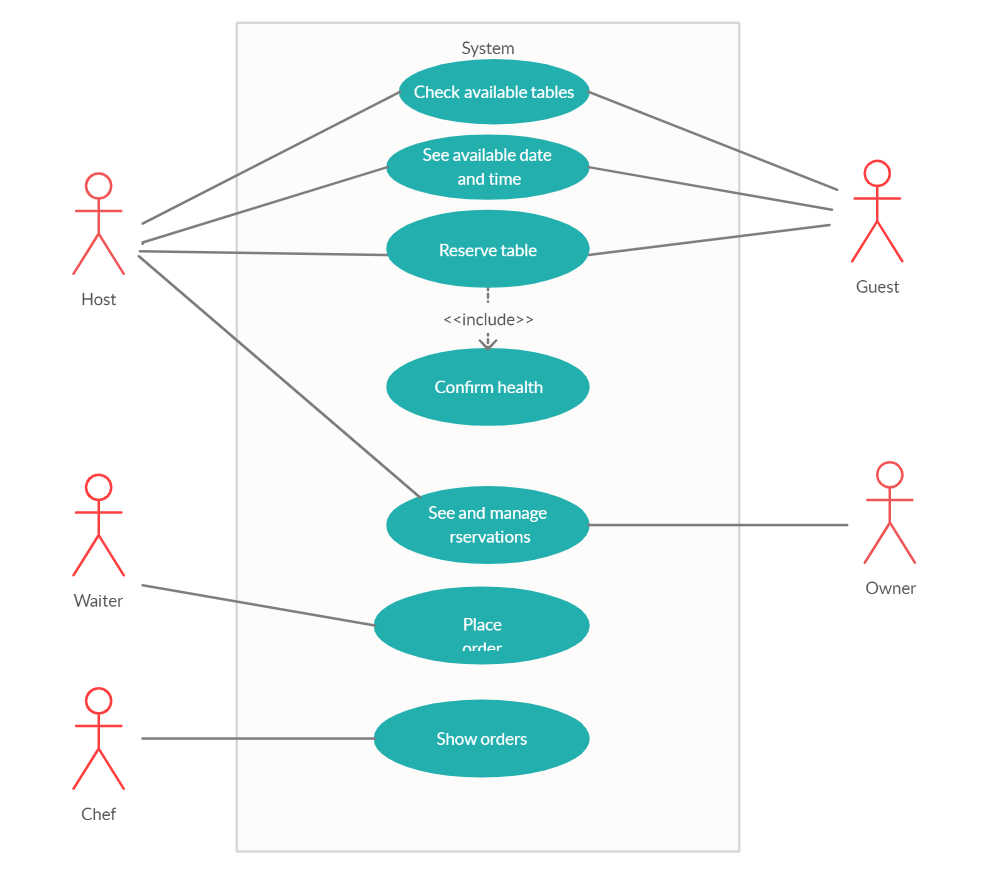 System
Check available tables
See available date
and time
Reserve table
<<include>>
Confirm health
See and manage
rservations
Place
order
Show orders
Host
Guest
Waiter
Owner
Chef